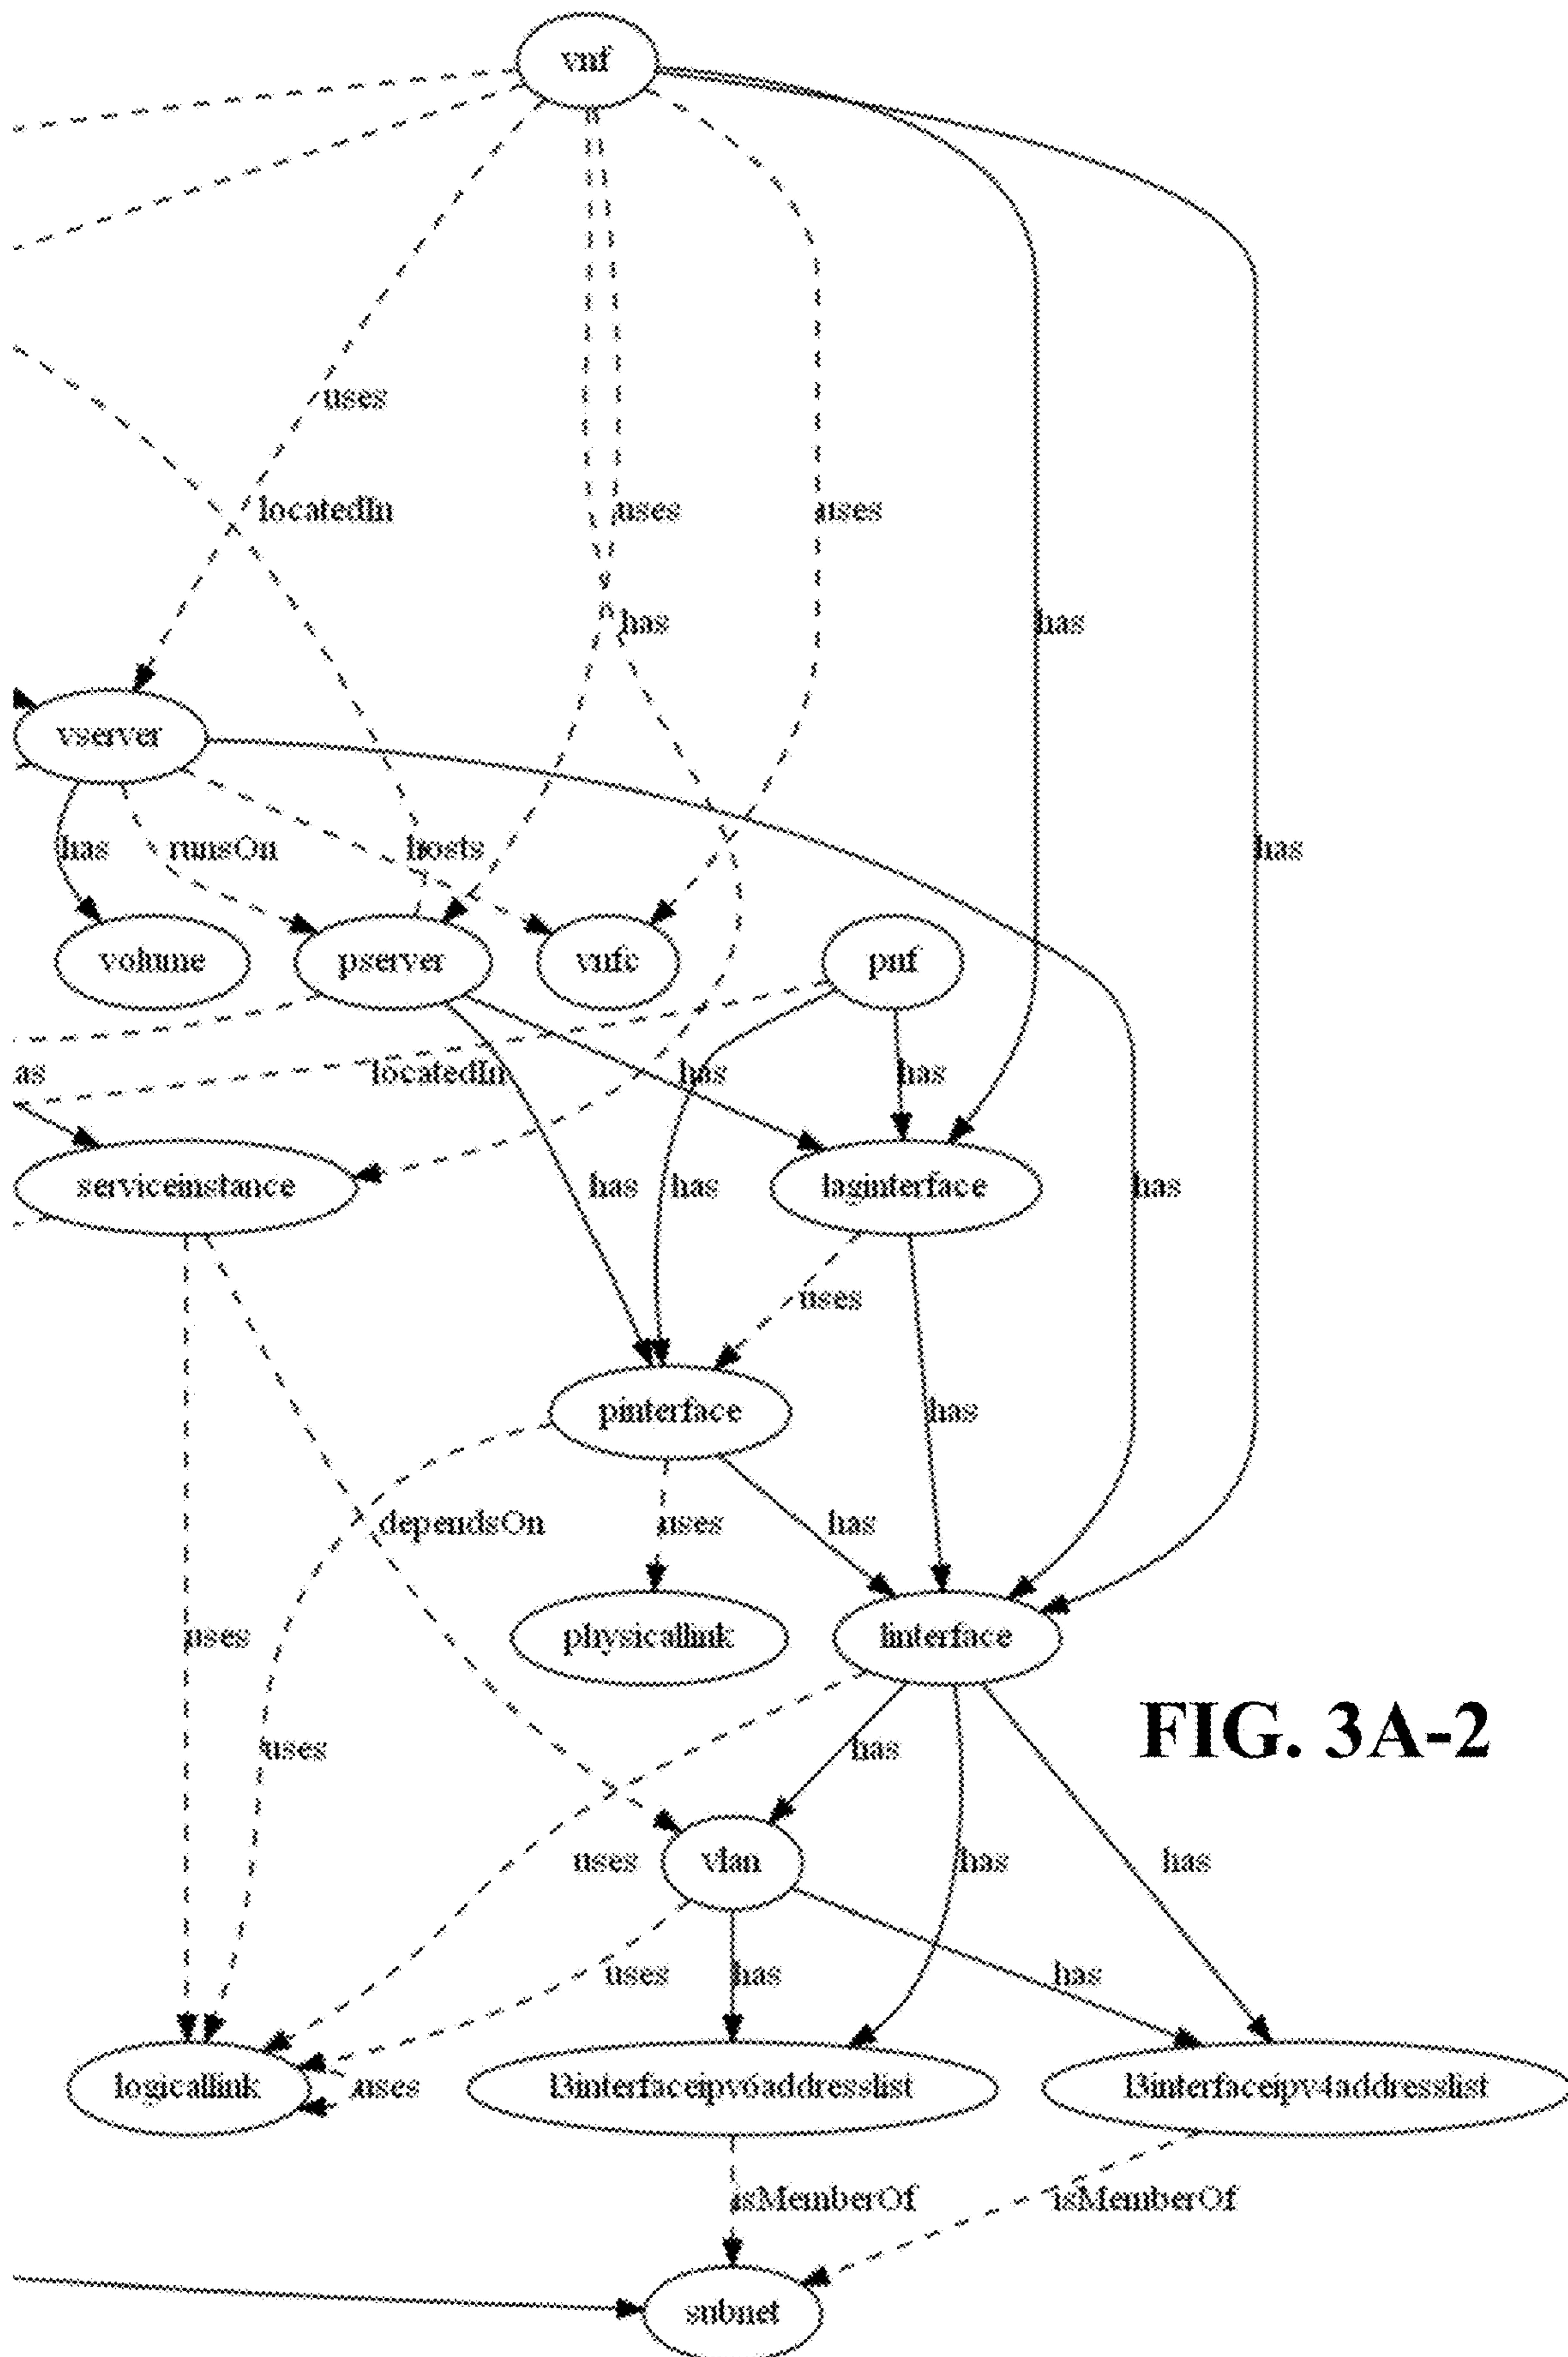 vnf
uses
locatedIn
uses
uses
has
has
vserver
has
runsOn
hosts
has
volume
pserver
vnfc
pnf
as
locatedIn
has
has
serviceinstance
has
has
laginterface
has
uses
pinterface
has
dependsOn
uses
has
uses
physicallink
linterface
FIG. 3A-2
uses
has
uses
vlan
has
has
uses
has
has
logicallink
uses
l3interfaceipv6addresslist
l3interfaceipv4addresslist
isMemberOf
isMemberOf
subnet